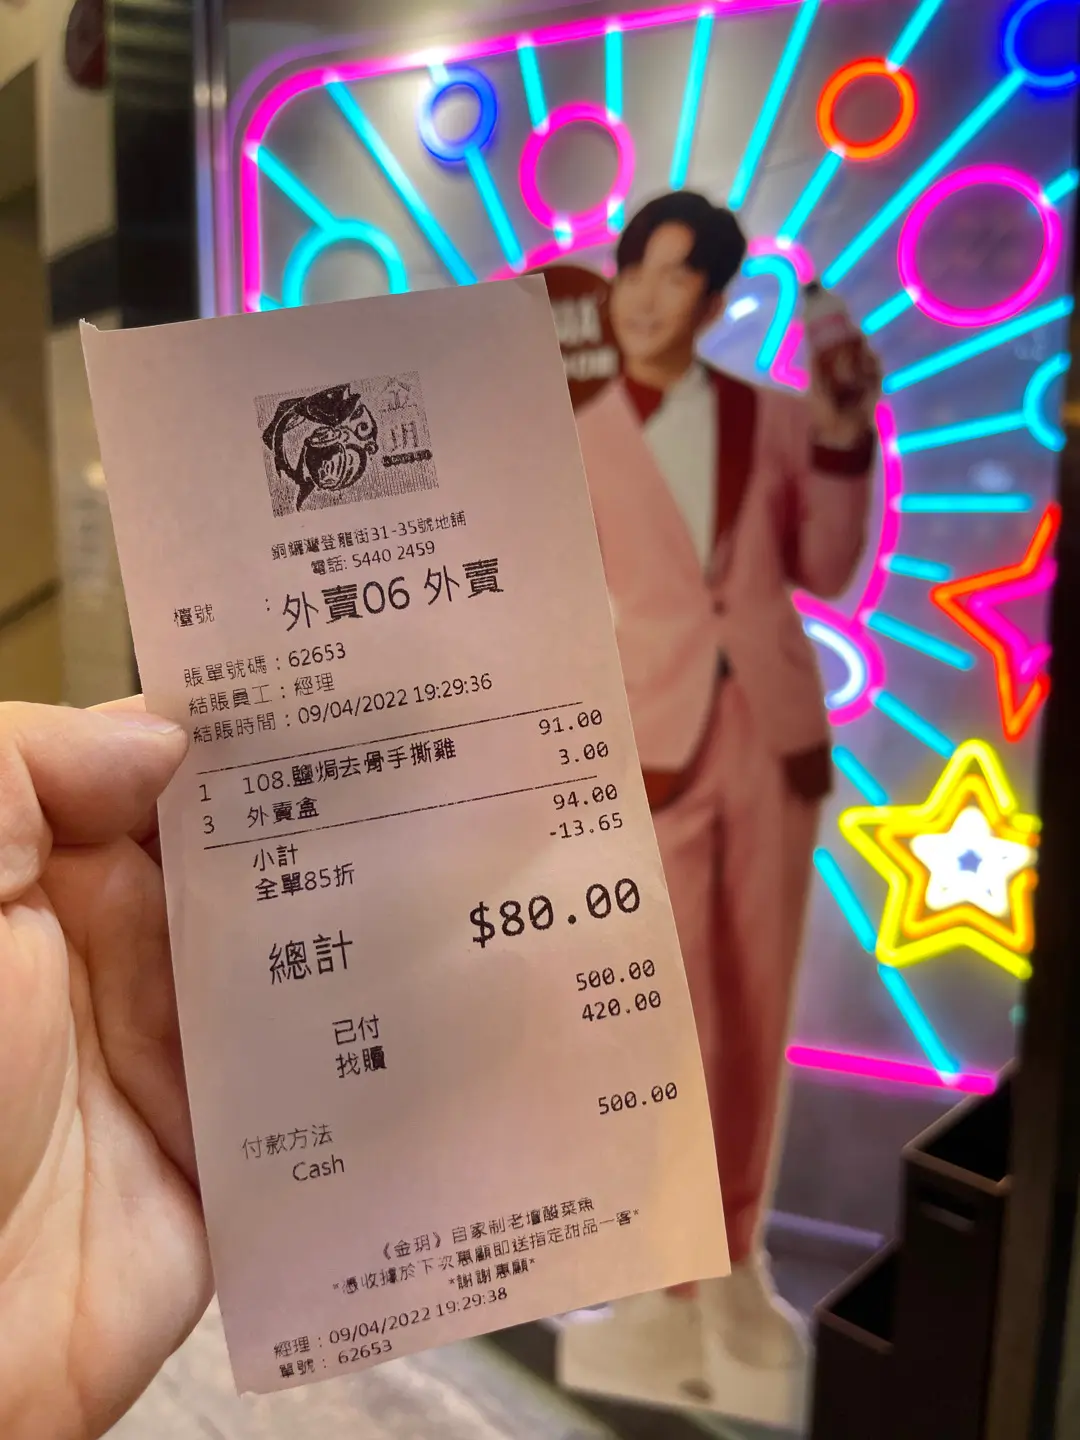 金
玥
銅鑼灣登龍街31-35號地舖
電話: 5440 2459
檯號 : 外賣06 外賣
賬單號碼 : 62653
結賬員工 : 經理
結賬時間 : 09/04/2022 19:29:36
1 108.鹽焗去骨手撕雞 91.00
3 外賣盒 3.00
小計 94.00
全單85折 -13.65
總計 $80.00
已付 500.00
找贖 420.00
付款方法 500.00
Cash
《金玥》自家制老壇酸菜魚
*憑收據於下次惠顧即送指定甜品一客*
*謝謝惠顧*
經理 : 09/04/2022 19:29:38
單號 : 62653